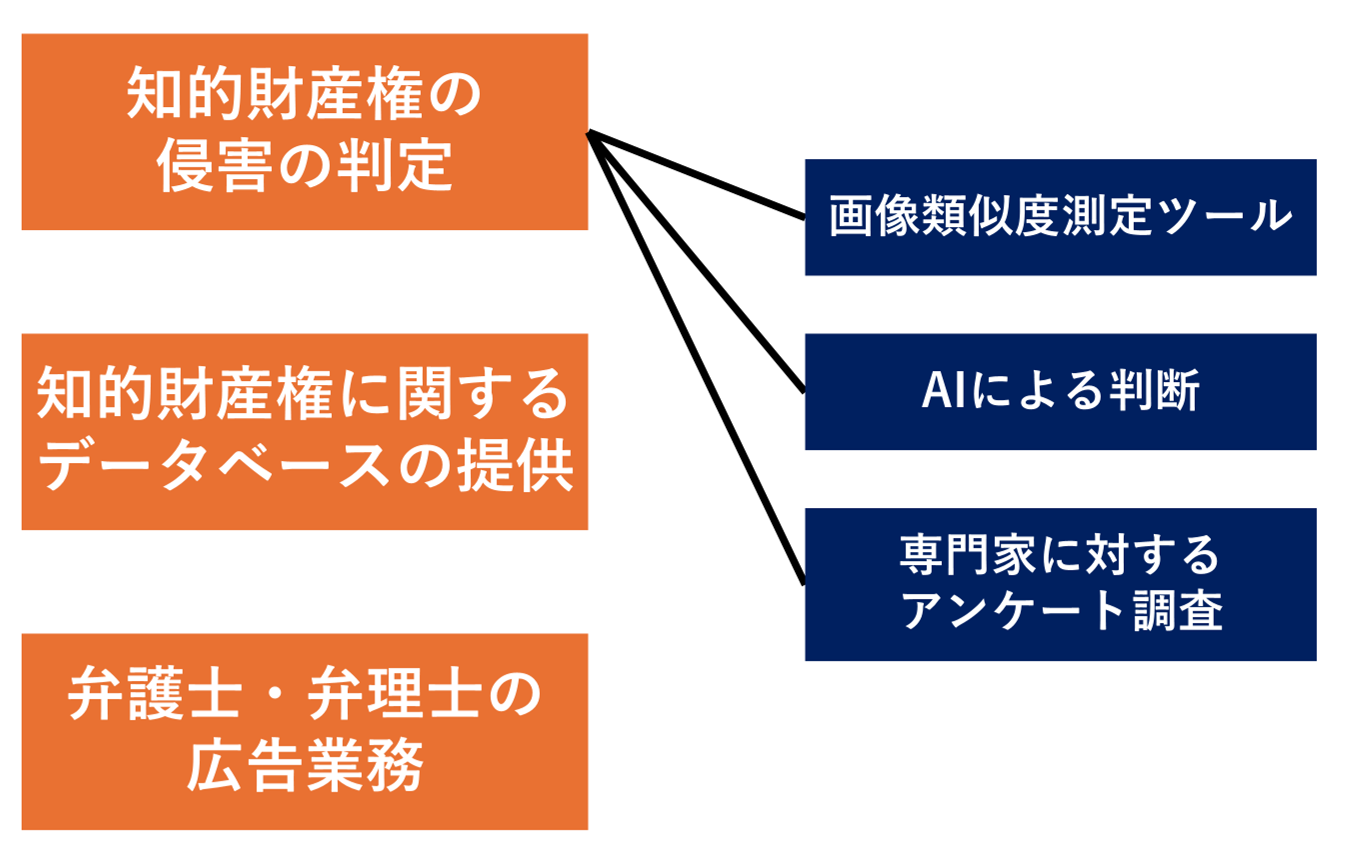 知的財産権の
侵害の判定
画像類似度測定ツール
AIによる判断
専門家に対する
アンケート調査
知的財産権に関する
データベースの提供
弁護士・弁理士の
広告業務